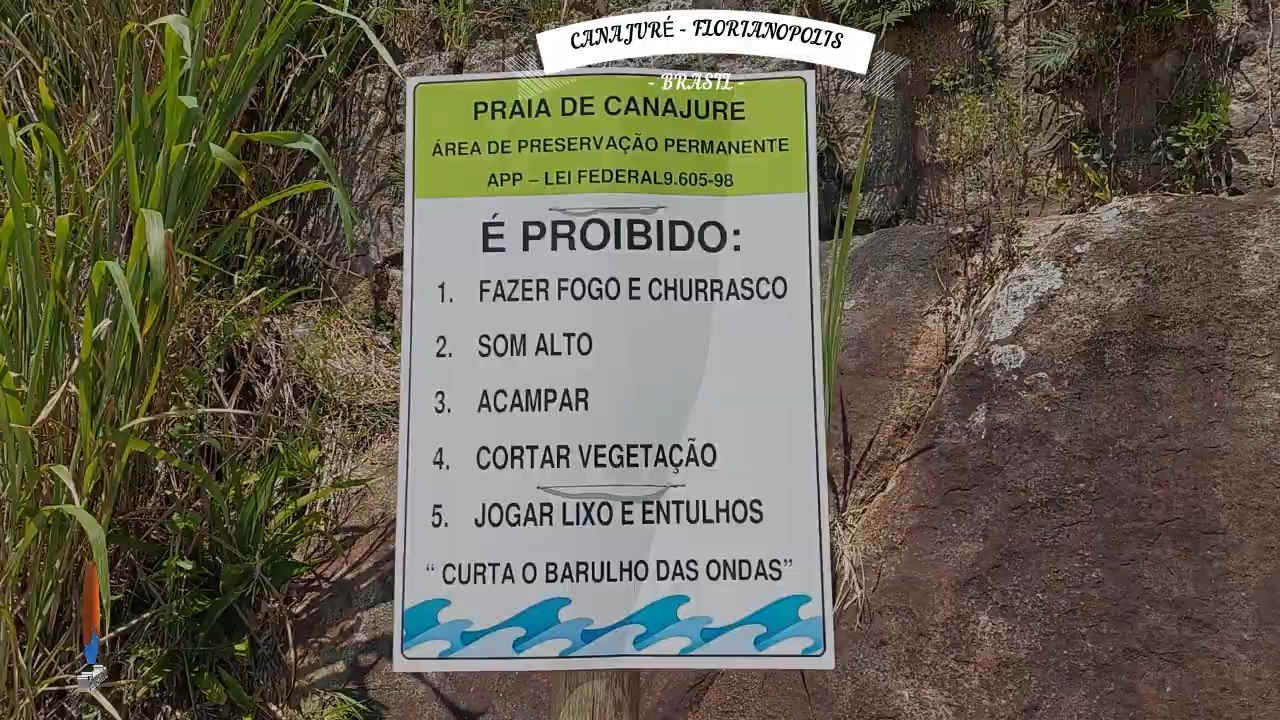 CANAJURÉ - FLORIANOPOLIS
- BRASIL -
PRAIA DE CANAJURE
ÁREA DE PRESERVAÇÃO PERMANENTE
APP – LEI FEDERAL9.605-98
É PROIBIDO:
1. FAZER FOGO E CHURRASCO
2. SOM ALTO
3. ACAMPAR
4. CORTAR VEGETAÇÃO
5. JOGAR LIXO E ENTULHOS
“ CURTA O BARULHO DAS ONDAS”